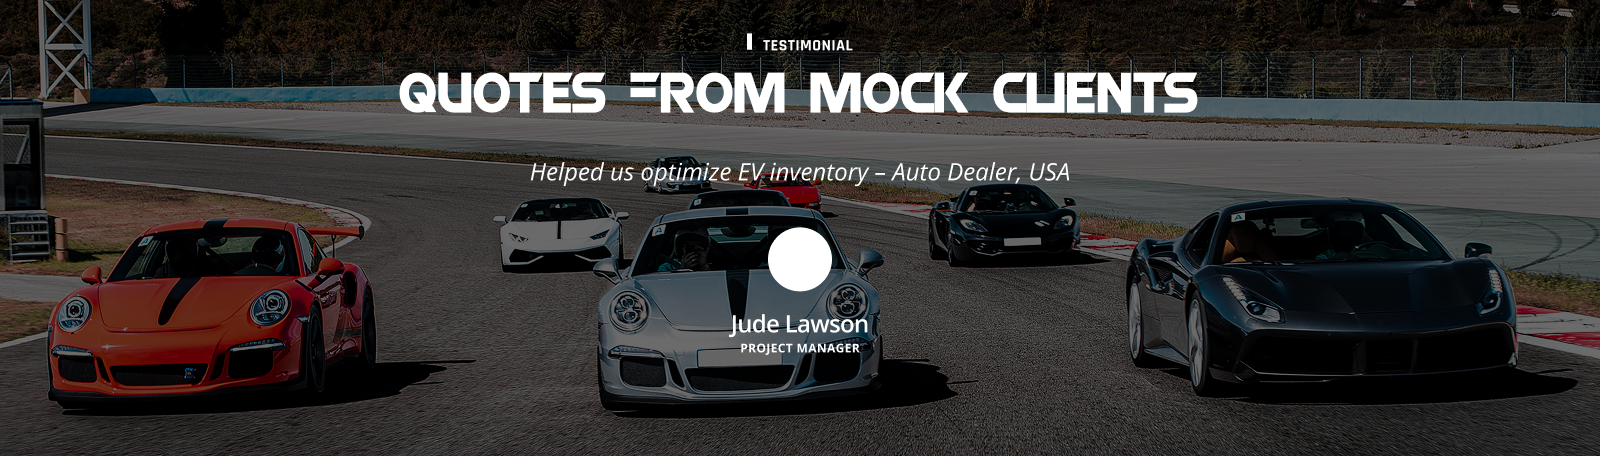 TESTIMONIAL
QUOTES FROM MOCK CLIENTS
Helped us optimize EV inventory – Auto Dealer, USA
Jude Lawson
PROJECT MANAGER